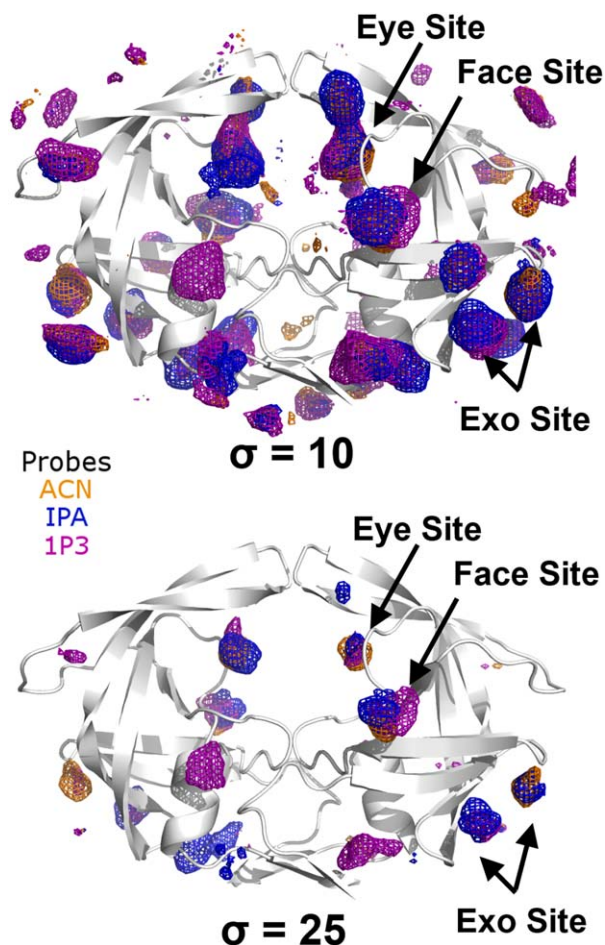 Eye Site
Face Site
Exo Site
σ = 10
Probes
ACN
IPA
1P3
Eye Site
Face Site
Exo Site
σ = 25